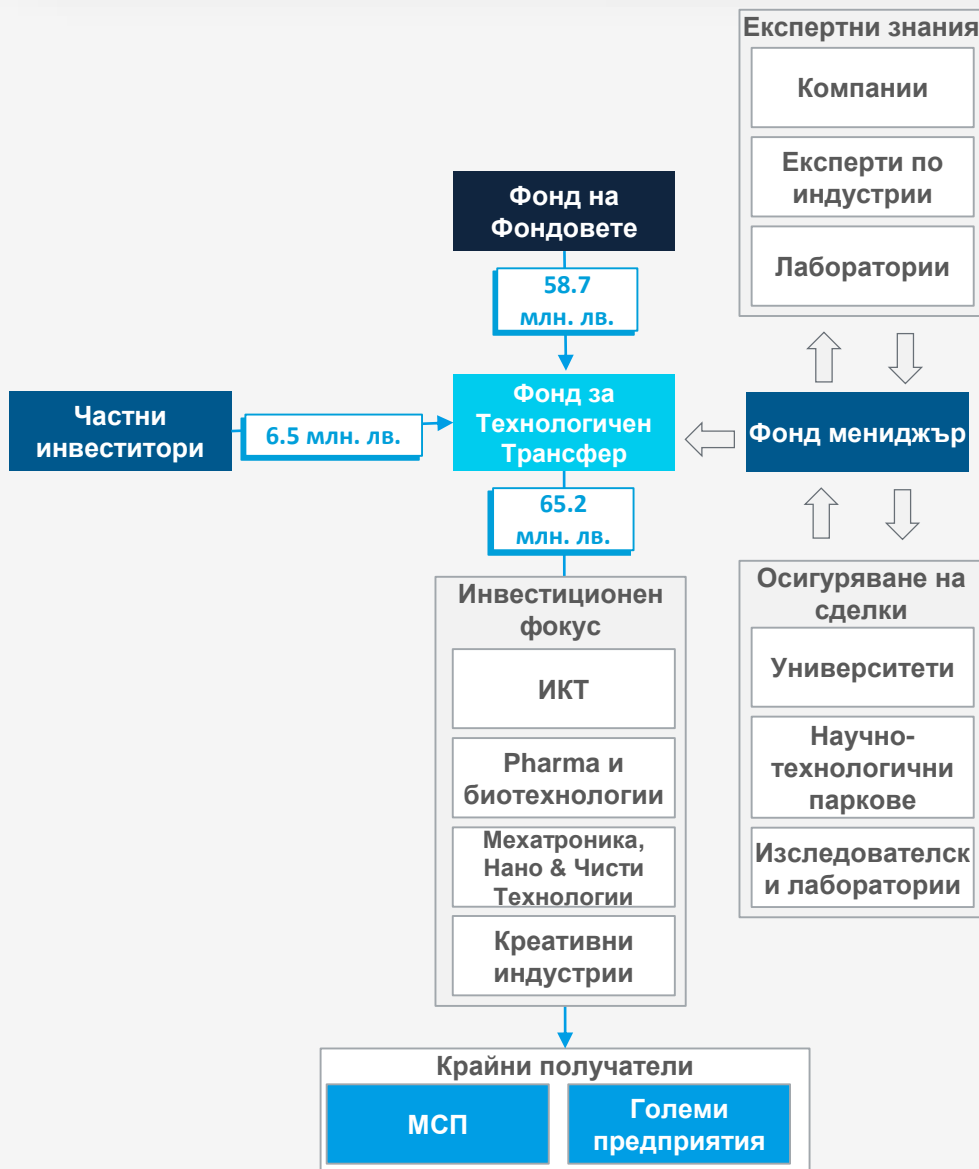 Експертни знания
Компании
Експерти по
индустрии
Лаборатории
Фонд на
Фондовете
58.7
млн. лв.
Частни
инвеститори
6.5 млн. лв.
Фонд за
Технологичен
Трансфер
Фонд мениджър
65.2
млн. лв.
Инвестиционен
фокус
ИКТ
Pharma и
биотехнологии
Мехатроника,
Нано & Чисти
Технологии
Креативни
индустрии
Осигуряване на
сделки
Университети
Научно-
технологични
паркове
Изследователск
и лаборатории
Крайни получатели
МСП
Големи
предприятия